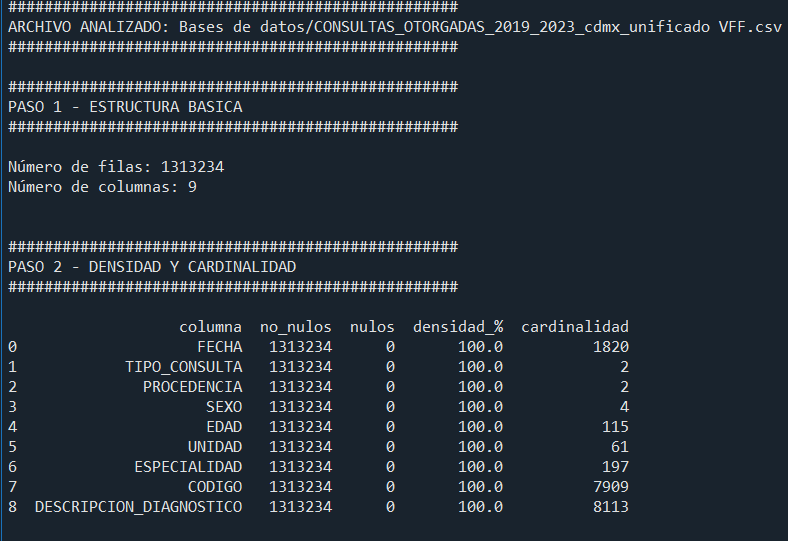 ##################################################
ARCHIVO ANALIZADO: Bases de datos/CONSULTAS_OTORGADAS_2019_2023_cdmx_unificado VFF.csv
##################################################
##################################################
PASO 1 - ESTRUCTURA BASICA
##################################################
Número de filas: 1313234
Número de columnas: 9
##################################################
PASO 2 - DENSIDAD Y CARDINALIDAD
##################################################
columna no_nulos nulos densidad_% cardinalidad
0 FECHA 1313234 0 100.0 1820
1 TIPO_CONSULTA 1313234 0 100.0 2
2 PROCEDENCIA 1313234 0 100.0 2
3 SEXO 1313234 0 100.0 4
4 EDAD 1313234 0 100.0 115
5 UNIDAD 1313234 0 100.0 61
6 ESPECIALIDAD 1313234 0 100.0 197
7 CODIGO 1313234 0 100.0 7909
8 DESCRIPCION_DIAGNOSTICO 1313234 0 100.0 8113